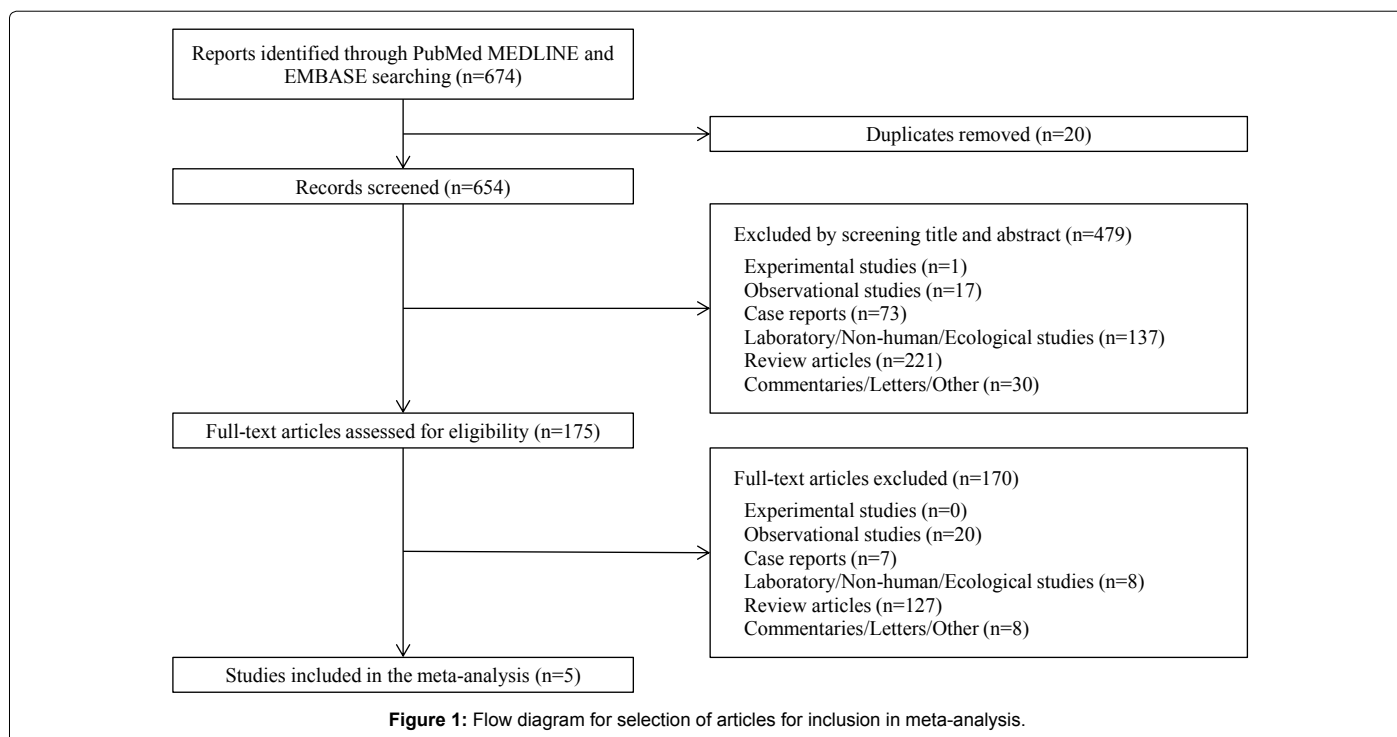 Reports identified through PubMed MEDLINE and
EMBASE searching (n=674)
Duplicates removed (n=20)
Records screened (n=654)
Excluded by screening title and abstract (n=479)
Experimental studies (n=1)
Observational studies (n=17)
Case reports (n=73)
Laboratory/Non-human/Ecological studies (n=137)
Review articles (n=221)
Commentaries/Letters/Other (n=30)
Full-text articles assessed for eligibility (n=175)
Full-text articles excluded (n=170)
Experimental studies (n=0)
Observational studies (n=20)
Case reports (n=7)
Laboratory/Non-human/Ecological studies (n=8)
Review articles (n=127)
Commentaries/Letters/Other (n=8)
Studies included in the meta-analysis (n=5)
Figure 1: Flow diagram for selection of articles for inclusion in meta-analysis.